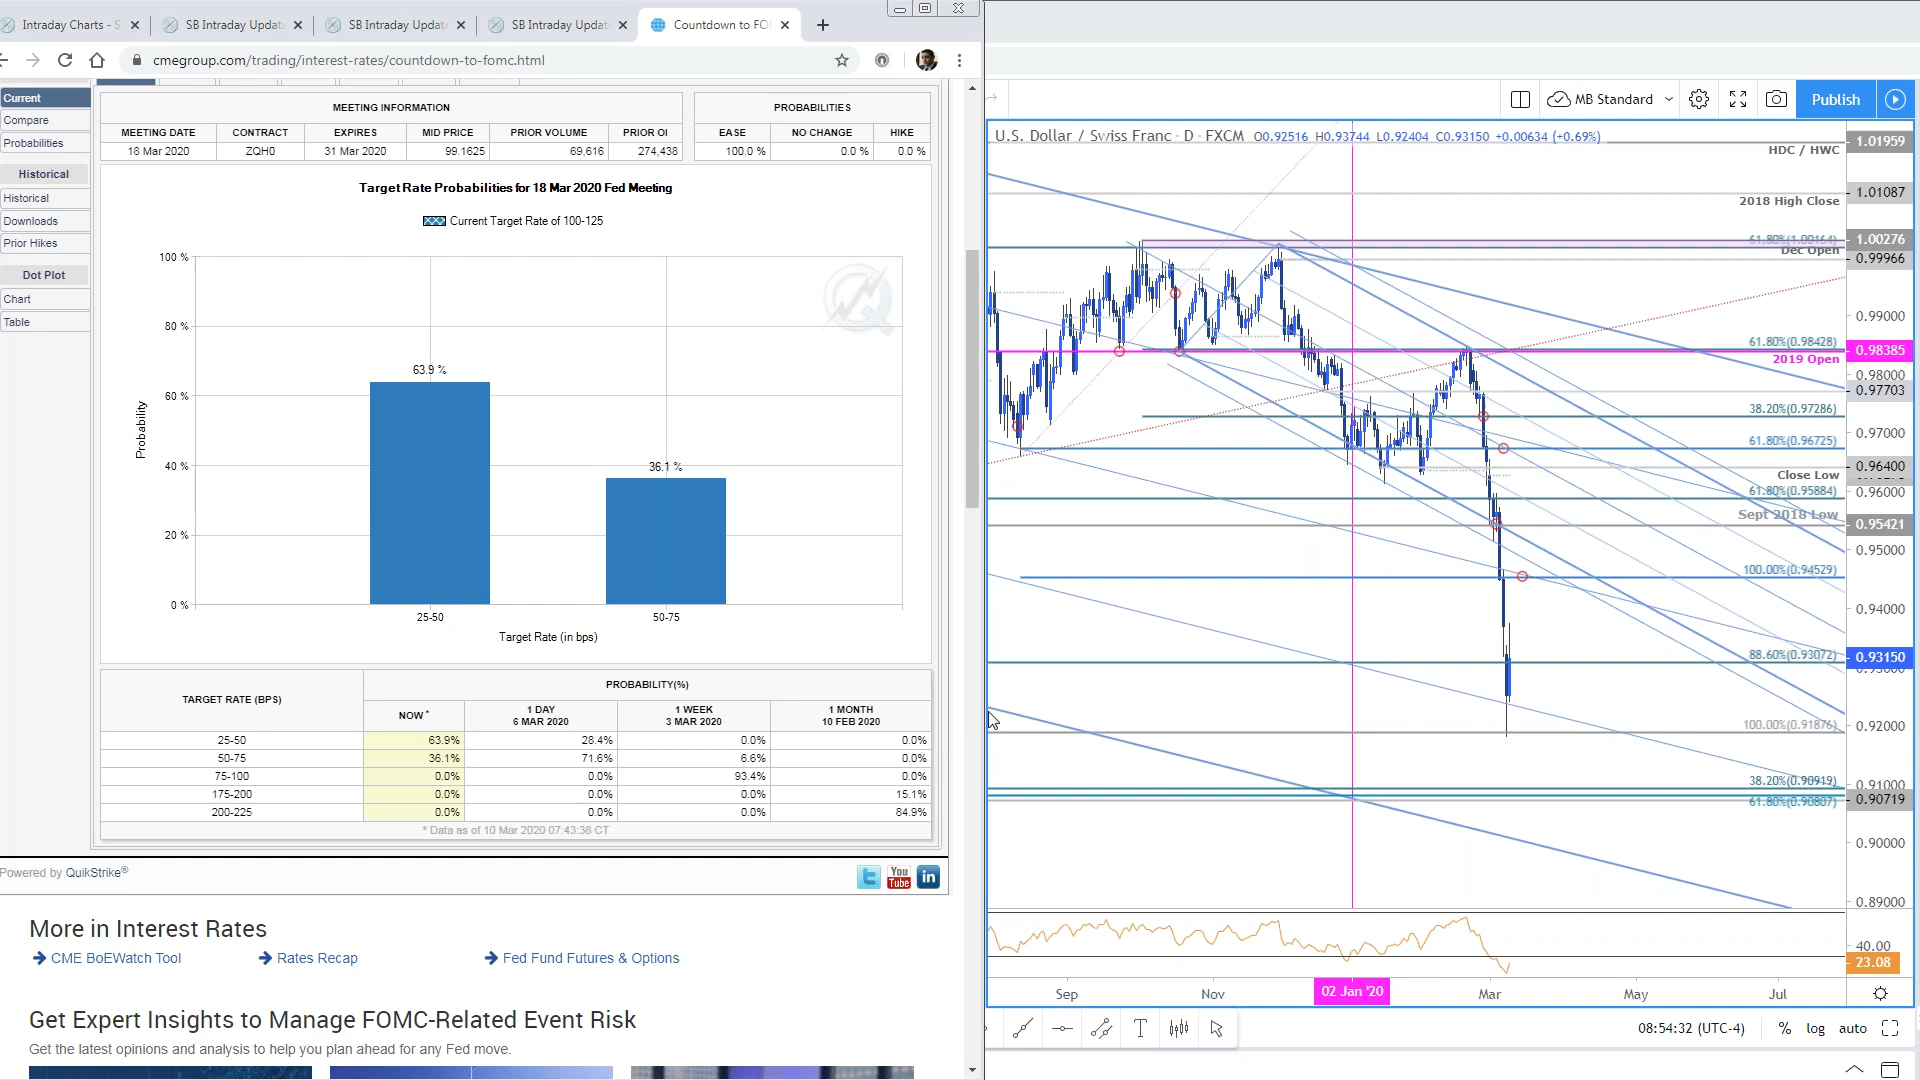 Intraday Charts - S
SB Intraday Updat
SB Intraday Updat
SB Intraday Updat
Countdown to FO
cmegroup.com/trading/interest-rates/countdown-to-fomc.html
Current
Compare
Probabilities
Historical
Historical
Downloads
Prior Hikes
Dot Plot
Chart
Table
MEETING INFORMATION
MEETING DATE CONTRACT EXPIRES MID PRICE PRIOR VOLUME PRIOR OI
18 Mar 2020 ZQH0 31 Mar 2020 99.1625 69,616 274,438
PROBABILITIES
EASE NO CHANGE HIKE
100.0 % 0.0 % 0.0 %
Target Rate Probabilities for 18 Mar 2020 Fed Meeting
Current Target Rate of 100-125
100 %
80 %
60 %
40 %
20 %
0 %
Probability
63.9 %
36.1 %
25-50
50-75
Target Rate (in bps)
TARGET RATE (BPS)
PROBABILITY(%)
NOW *
1 DAY
6 MAR 2020
1 WEEK
3 MAR 2020
1 MONTH
10 FEB 2020
25-50 63.9% 28.4% 0.0% 0.0%
50-75 36.1% 71.6% 6.6% 0.0%
75-100 0.0% 0.0% 93.4% 0.0%
175-200 0.0% 0.0% 0.0% 15.1%
200-225 0.0% 0.0% 0.0% 84.9%
* Data as of 10 Mar 2020 07:43:38 CT
Powered by QuikStrike®
You
Tube
in
More in Interest Rates
CME BoEWatch Tool
Rates Recap
Fed Fund Futures & Options
Get Expert Insights to Manage FOMC-Related Event Risk
Get the latest opinions and analysis to help you plan ahead for any Fed move.
MB Standard
Publish
U.S. Dollar / Swiss Franc · D · FXCM O0.92516 H0.93744 L0.92404 C0.93150 +0.00634 (+0.69%)
HDC / HWC
2018 High Close
61.80%(1.00164)
Dec Open
61.80%(0.98428)
2019 Open
38.20%(0.97286)
61.80%(0.96725)
Close Low
61.80%(0.95884)
Sept 2018 Low
100.00%(0.94529)
88.60%(0.93072)
100.00%(0.91876)
38.20%(0.90919)
61.80%(0.90807)
1.01959
1.01087
1.00276
0.99966
0.99000
0.98385
0.98000
0.97703
0.97000
0.96400
0.96000
0.95421
0.95000
0.94000
0.93150
0.92000
0.91000
0.90719
0.90000
0.89000
40.00
23.08
Sep
Nov
02 Jan '20
Mar
May
Jul
08:54:32 (UTC-4)
%
log
auto